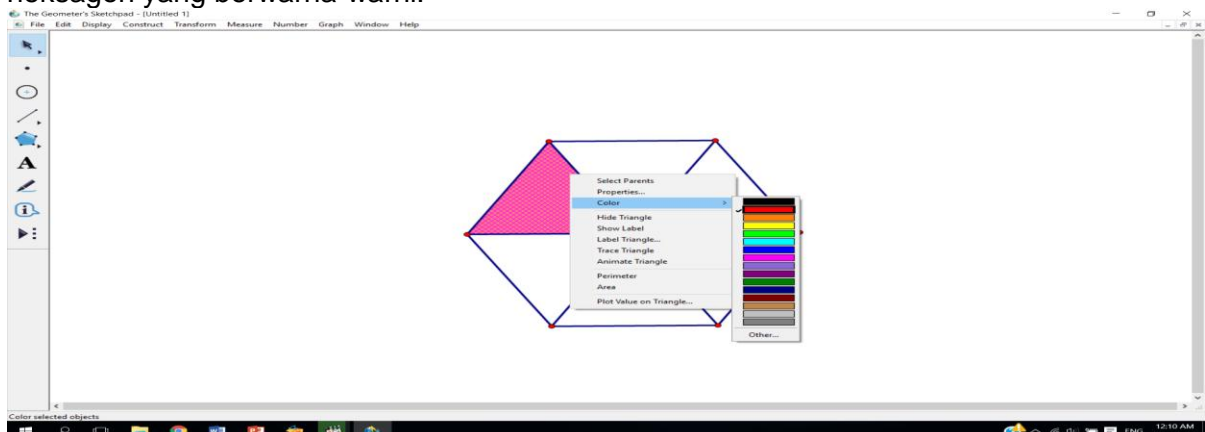 heksagon yang berwarna-warni.
The Geometer's Sketchpad - [Untitled 1]
File Edit Display Construct Transform Measure Number Graph Window Help
A
Select Parents
Properties...
Color
Hide Triangle
Show Label
Label Triangle...
Trace Triangle
Animate Triangle
Perimeter
Area
Plot Value on Triangle...
Other...
Color selected objects
ENG 12:10 AM